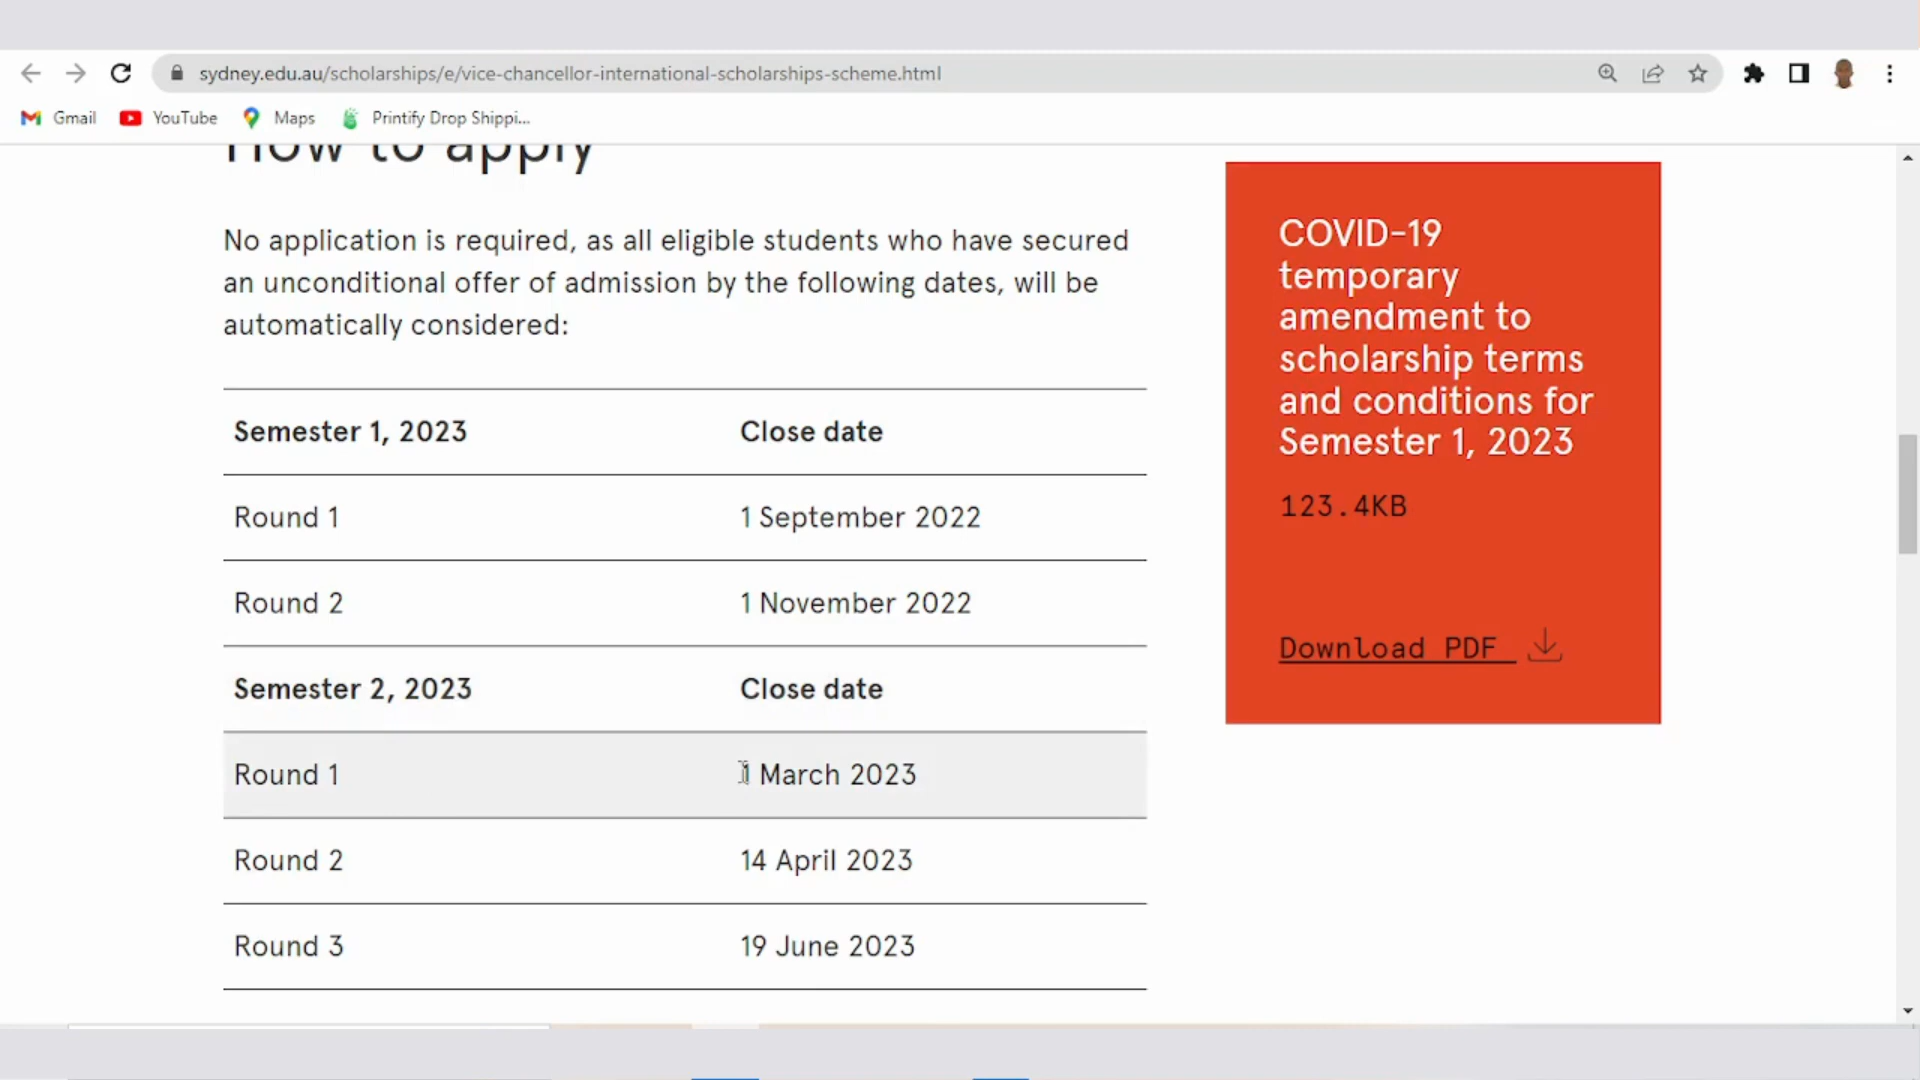 sydney.edu.au/scholarships/e/vice-chancellor-international-scholarships-scheme.html
Gmail YouTube Maps Printify Drop Shippi...
How to apply
No application is required, as all eligible students who have secured
an unconditional offer of admission by the following dates, will be
automatically considered:
Semester 1, 2023 Close date
Round 1 1 September 2022
Round 2 1 November 2022
Semester 2, 2023 Close date
Round 1 1 March 2023
Round 2 14 April 2023
Round 3 19 June 2023
COVID-19
temporary
amendment to
scholarship terms
and conditions for
Semester 1, 2023
123.4KB
Download PDF